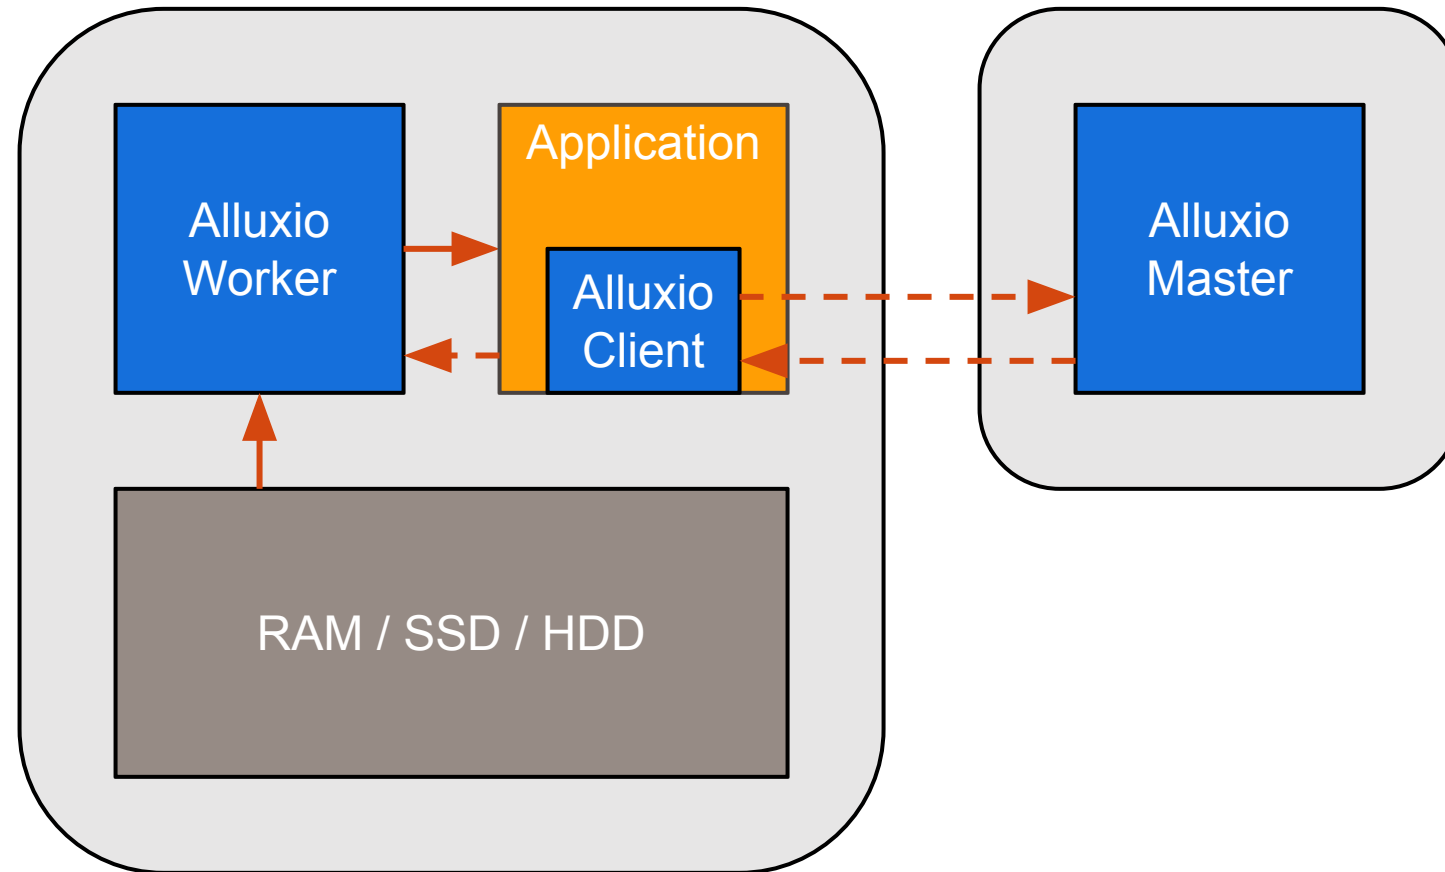 Alluxio
Worker
Application
Alluxio
Client
Alluxio
Master
RAM / SSD / HDD